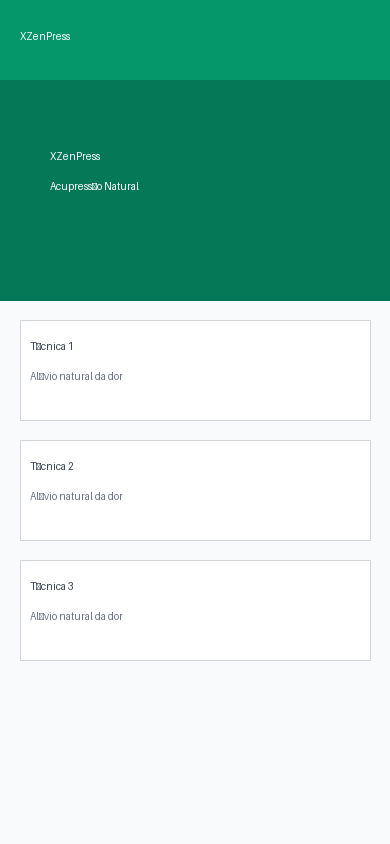 XZenPress
XZenPress
Acupress▯o Natural
T▯cnica 1
Al▯vio natural da dor
T▯cnica 2
Al▯vio natural da dor
T▯cnica 3
Al▯vio natural da dor